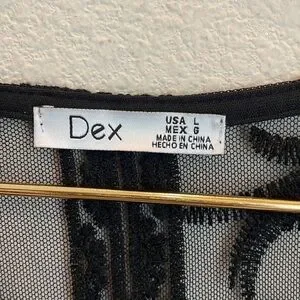 Dex
USA L
MEX G
MADE IN CHINA
HECHO EN CHINA